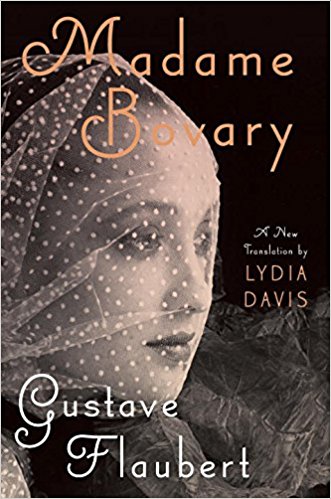 Madame
Bovary
A New
Translation by
LYDIA
DAVIS
Gustave
Flaubert